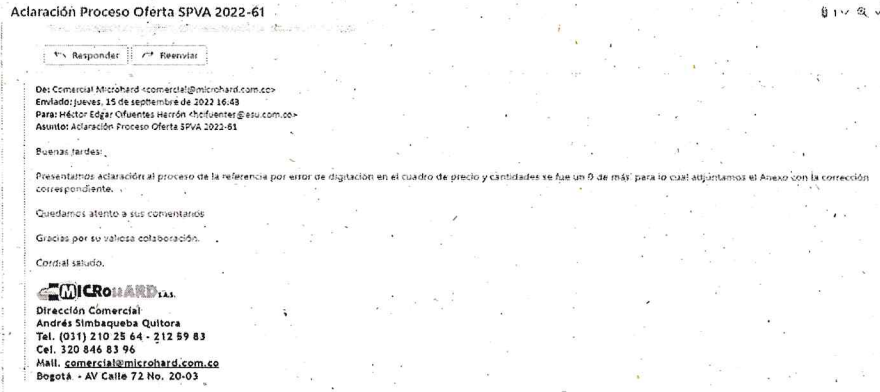 Aclaración Proceso Oferta SPVA 2022-61
Responder Reenviar
De: Comercial Microhard <comercial@microhard.com.co>
Enviado: jueves, 15 de septiembre de 2022 16:43
Para: Héctor Edgar Cifuentes Herrón <hcifuenter@esu.com.co>
Asunto: Aclaración Proceso Oferta SPVA 2022-61
Buenas tardes:
Presentamos aclaración al proceso de la referencia por error de digitación en el cuadro de precio y cantidades se fue un 0 de más para lo cual adjuntamos el Anexo con la corrección
correspondiente.
Quedamos atento a sus comentarios
Gracias por su valiosa colaboración.
Cordial saludo,
MICROHARD S.A.S.
Dirección Comercial
Andrés Simbaqueba Quitora
Tel. (031) 210 25 64 - 212 59 83
Cel. 320 846 83 96
Mail. comercial@microhard.com.co
Bogotá. - AV Calle 72 No. 20-03